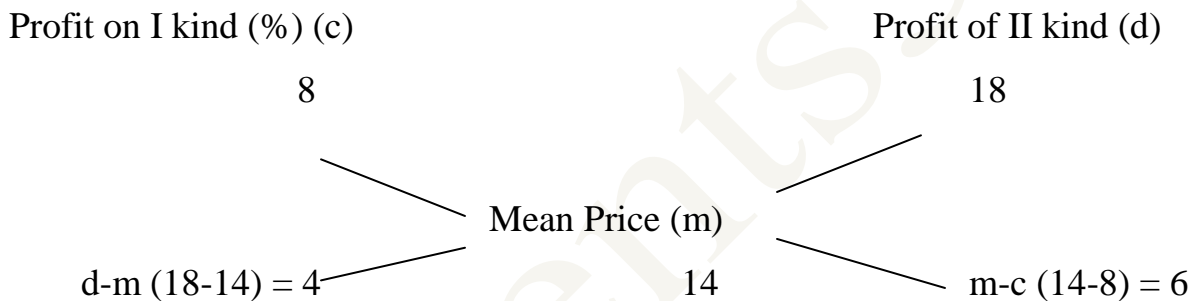 Profit on I kind (%) (c) Profit of II kind (d)
8 18
Mean Price (m)
d-m (18-14) = 4 14 m-c (14-8) = 6